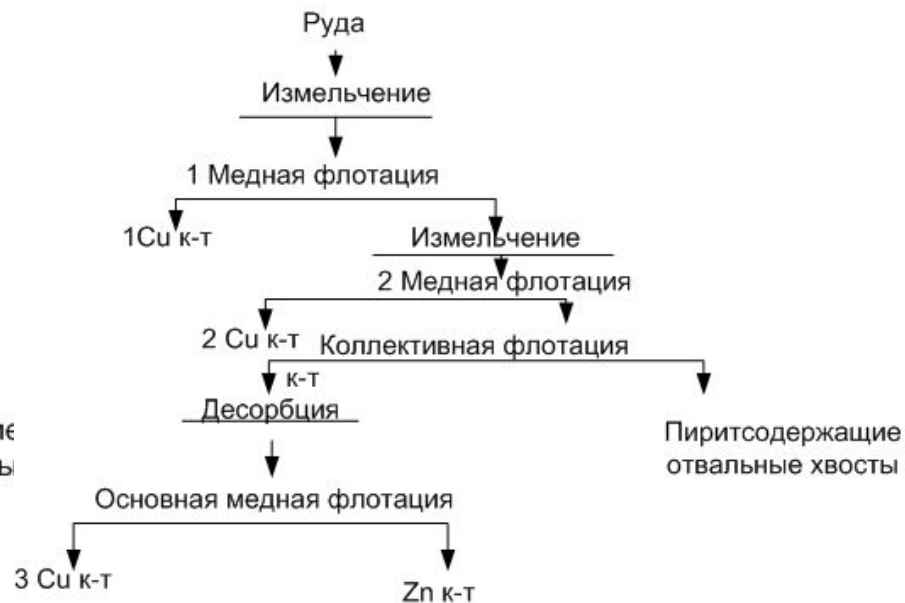 Руда
Измельчение
1 Медная флотация
1Cu к-т
Измельчение
2 Медная флотация
2 Cu к-т
Коллективная флотация
к-т
Десорбция
Пиритсодержащие
отвальные хвосты
Основная медная флотация
3 Cu к-т
Zn к-т